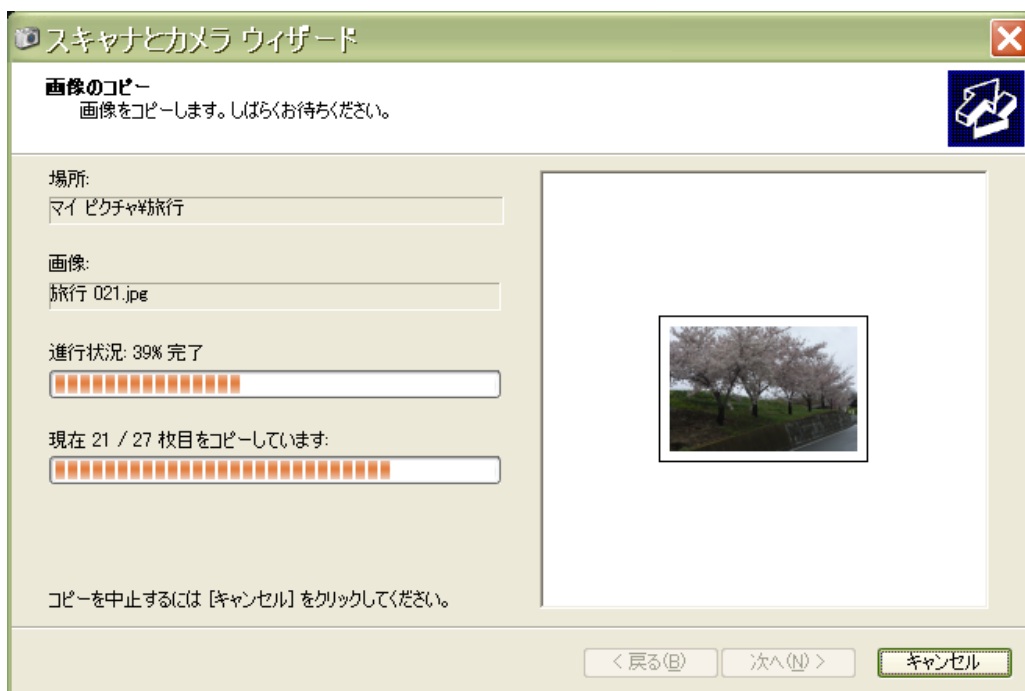 スキャナとカメラ ウィザード
画像のコピー
画像をコピーします。しばらくお待ちください。
場所:
マイ ピクチャ¥旅行
画像:
旅行 021.jpg
進行状況: 39% 完了
現在 21 / 27 枚目をコピーしています:
コピーを中止するには [キャンセル] をクリックしてください。
< 戻る(B)
次へ(N) >
キャンセル